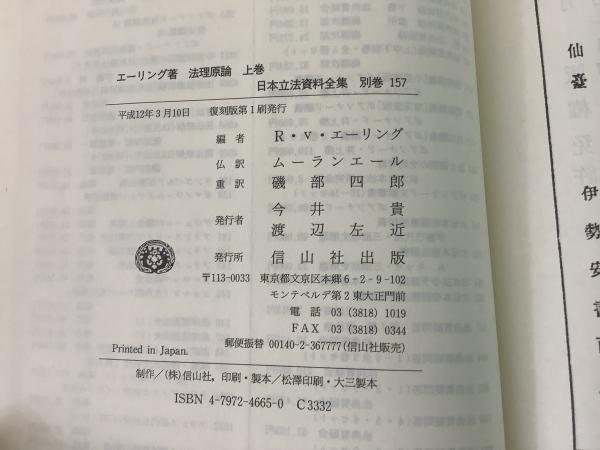 エーリング著 法理原論 上巻
日本立法資料全集 別巻 157
平成12年3月10日 復刻版第1刷発行
編者 R・v・エーリング
仏訳 ムーランエール
重訳 磯部四郎
発行者 今井貴
渡辺左近
発行所 信山社出版
〒113-0033 東京都文京区本郷6-2-9-102
モンテベルデ第2東大正門前
電話 03 (3818) 1019
FAX 03 (3818) 0344
郵便振替 00140-2-367777 (信山社販売)
Printed in Japan.
制作/(株)信山社, 印刷・製本/松澤印刷・大三製本
ISBN 4-7972-4665-0 C3332
仙臺
伊勢安書